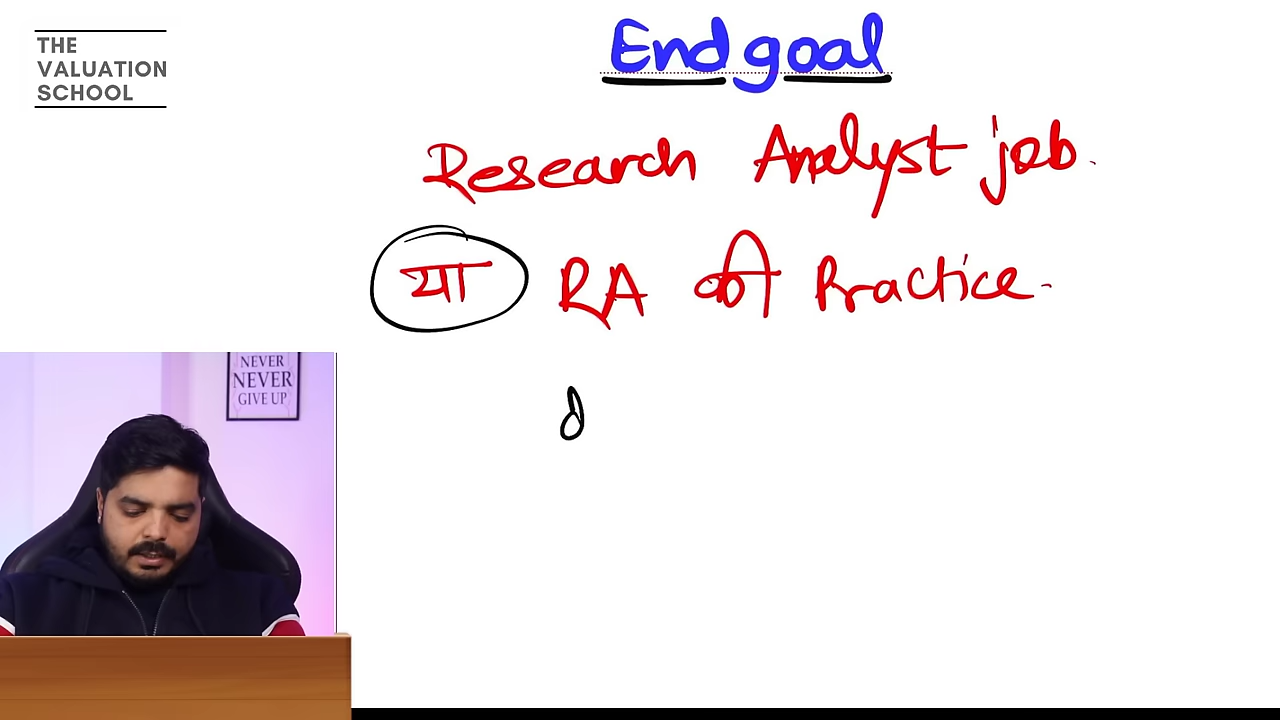 THE
VALUATION
SCHOOL
End goal
Research Analyst job.
या RA की Practice.
NEVER
NEVER
GIVE UP